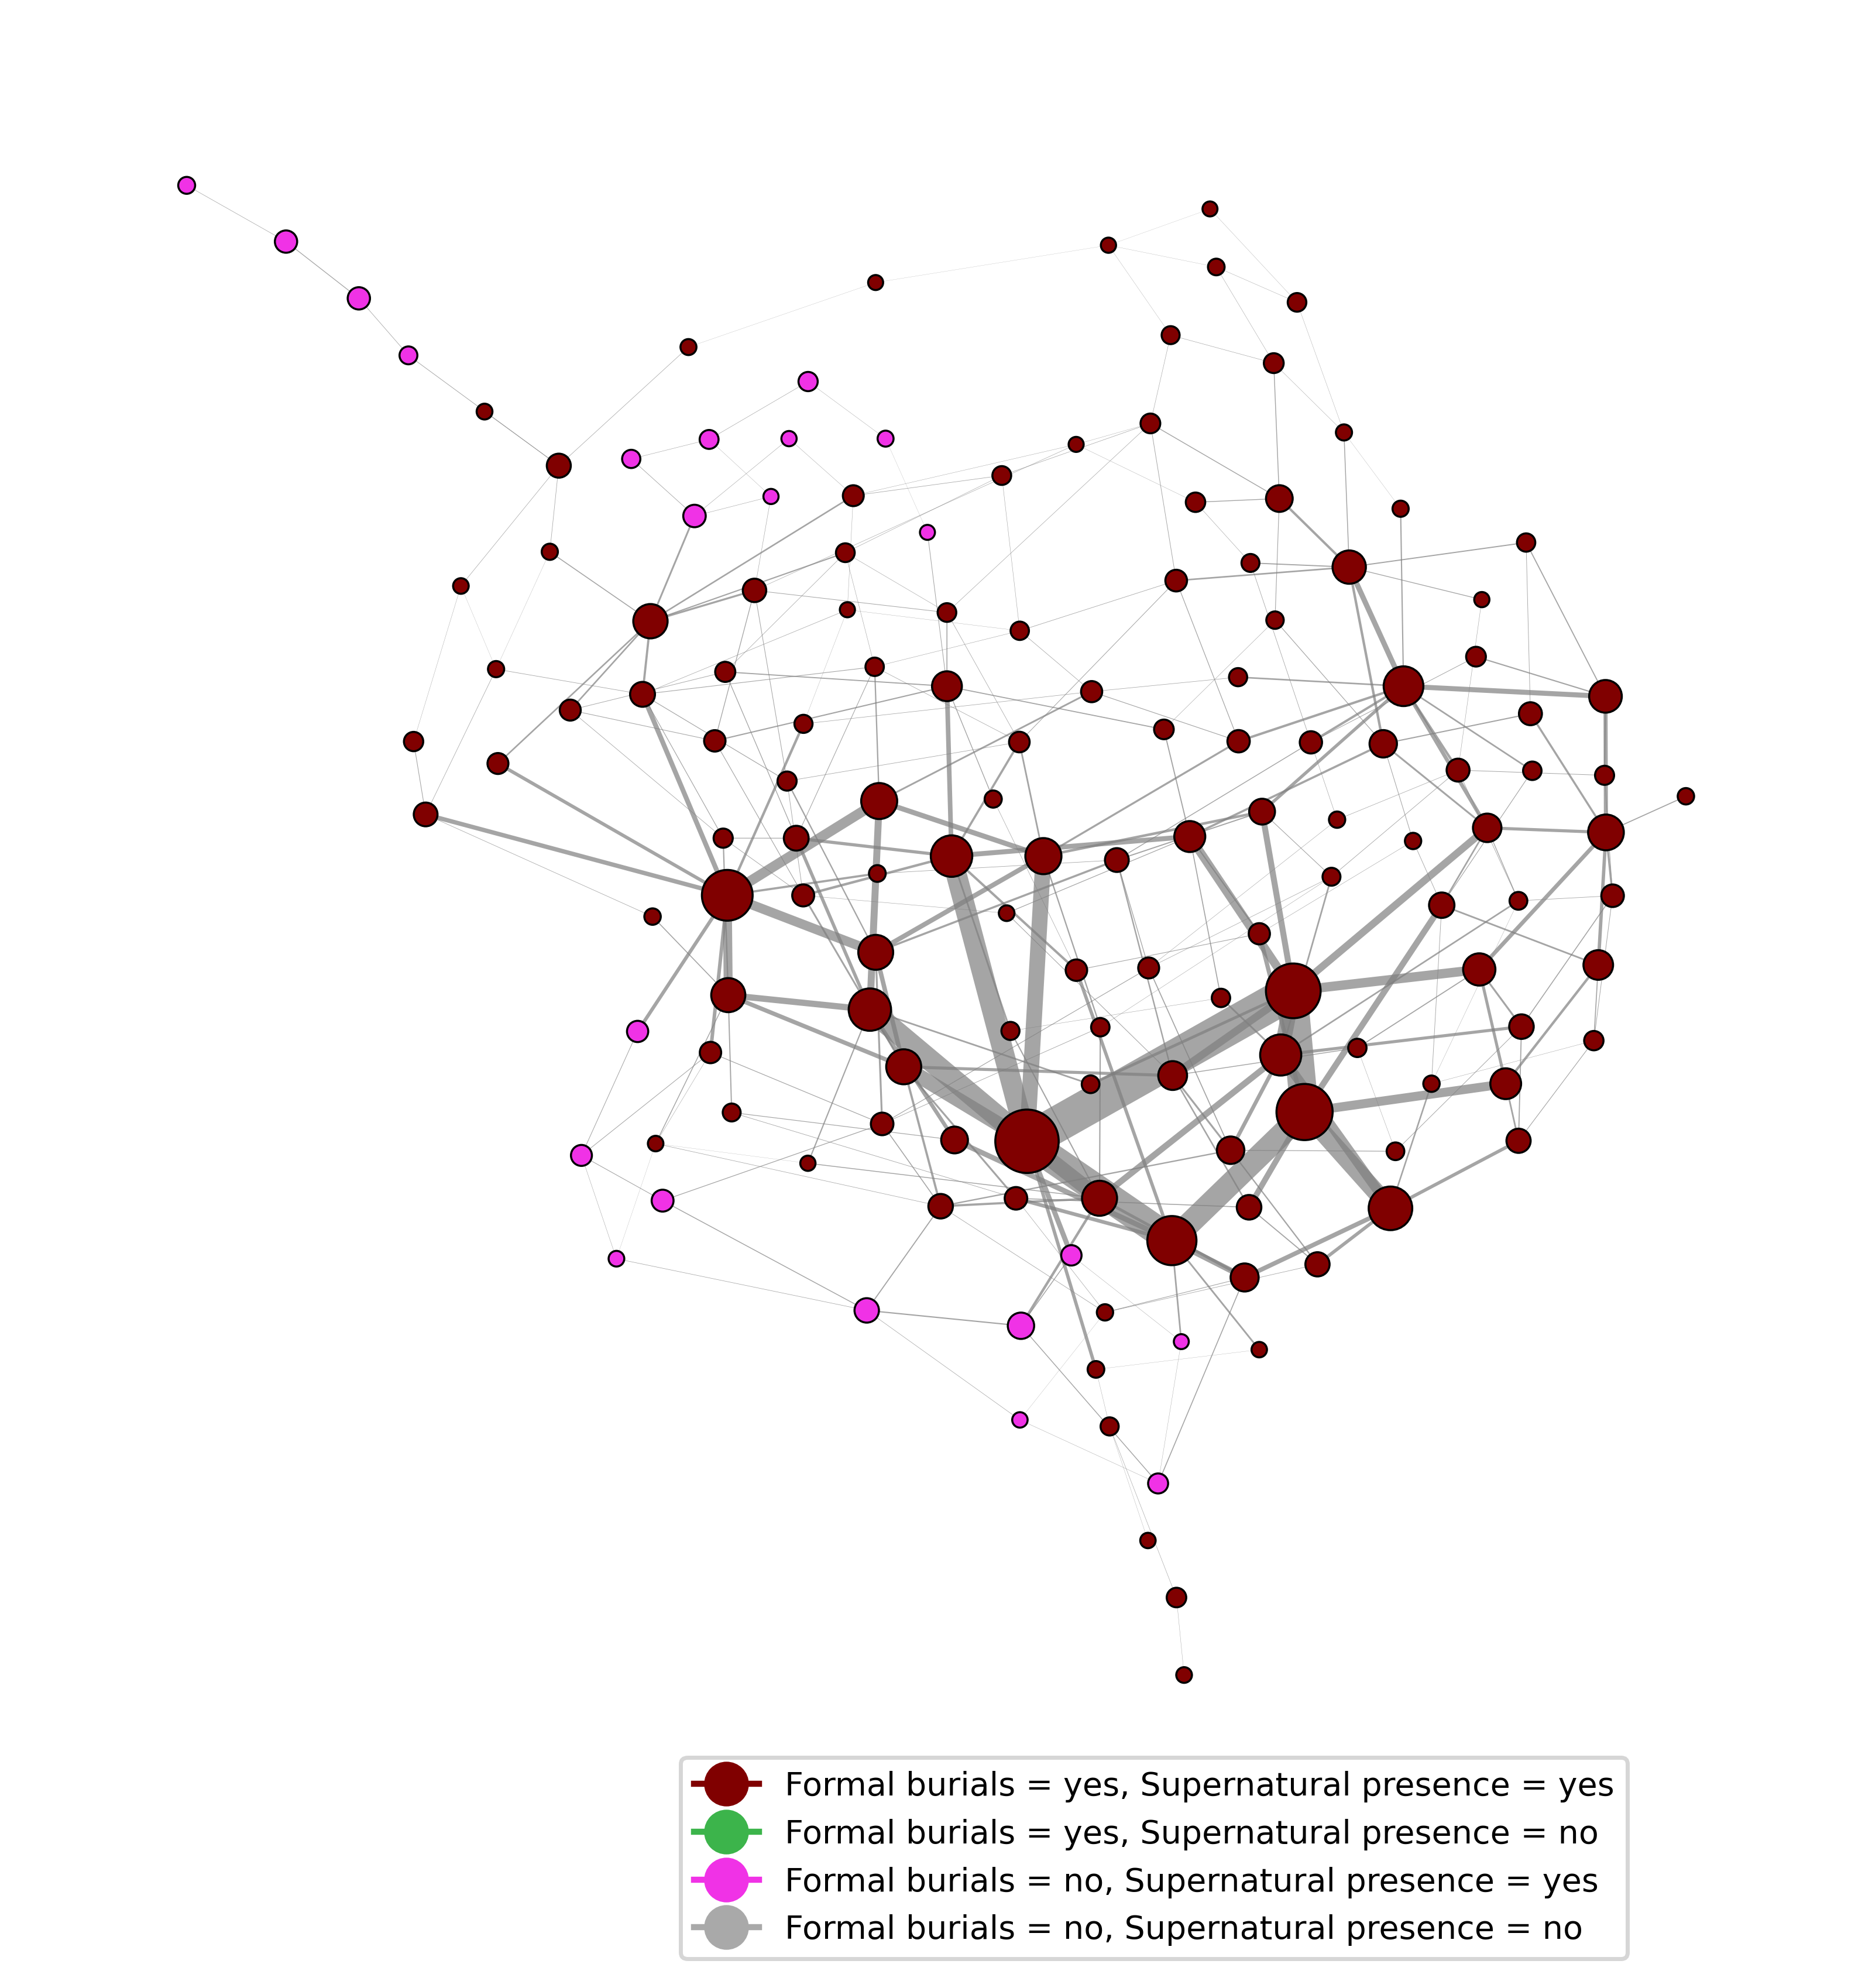 Formal burials = yes, Supernatural presence = yes
Formal burials = yes, Supernatural presence = no
Formal burials = no, Supernatural presence = yes
Formal burials = no, Supernatural presence = no